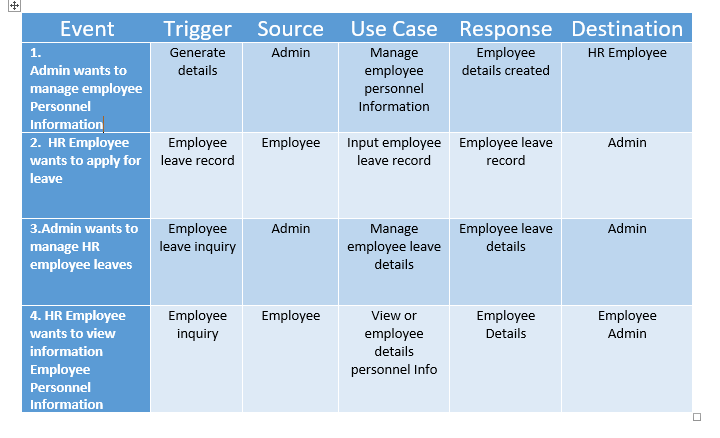 Event Trigger Source Use Case Response Destination
1.
Admin wants to
manage employee
Personnel
Information
Generate
details
Admin
Manage
employee
personnel
Information
Employee
details created
HR Employee
2. HR Employee
wants to apply for
leave
Employee
leave record
Employee
Input employee
leave record
Employee leave
record
Admin
3.Admin wants to
manage HR
employee leaves
Employee
leave inquiry
Admin
Manage
employee leave
details
Employee leave
details
Admin
4. HR Employee
wants to view
information
Employee
Personnel
Information
Employee
inquiry
Employee
View or
employee
details
personnel Info
Employee
Details
Employee
Admin